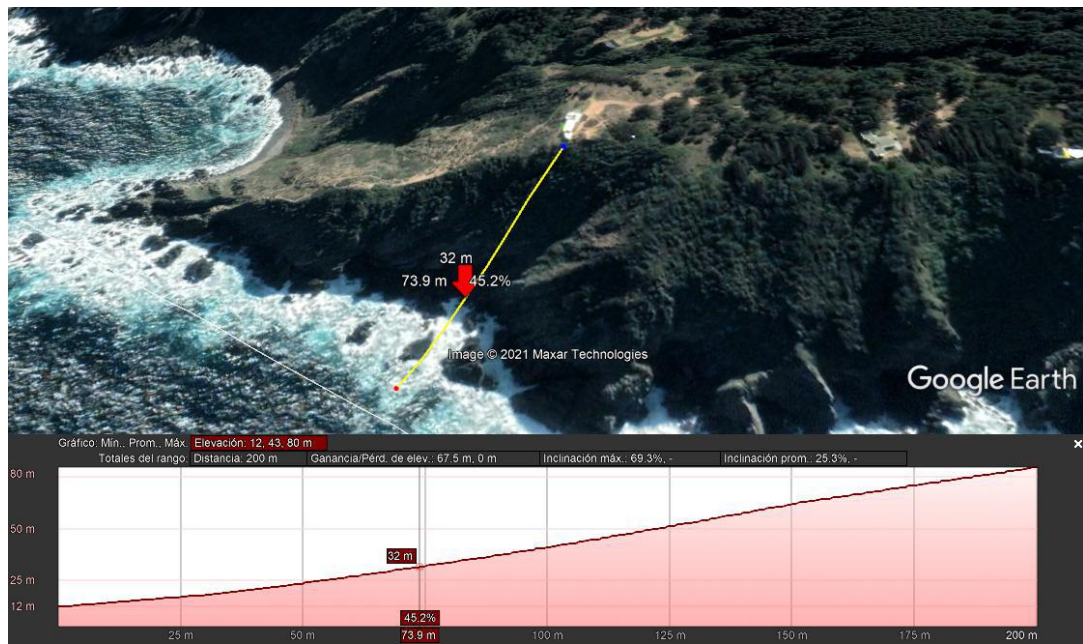 32 m
73.9 m 45.2%
Image © 2021 Maxar Technologies
Google Earth
Gráfico: Mín., Prom., Máx. Elevación: 12, 43, 80 m
Totales del rango: Distancia: 200 m Ganancia/Pérd. de elev.: 67.5 m, 0 m Inclinación máx.: 69.3%, - Inclinación prom.: 25.3%, -
80 m
50 m
32 m
25 m
12 m
45.2%
25 m 50 m 73.9 m 100 m 125 m 150 m 175 m 200 m